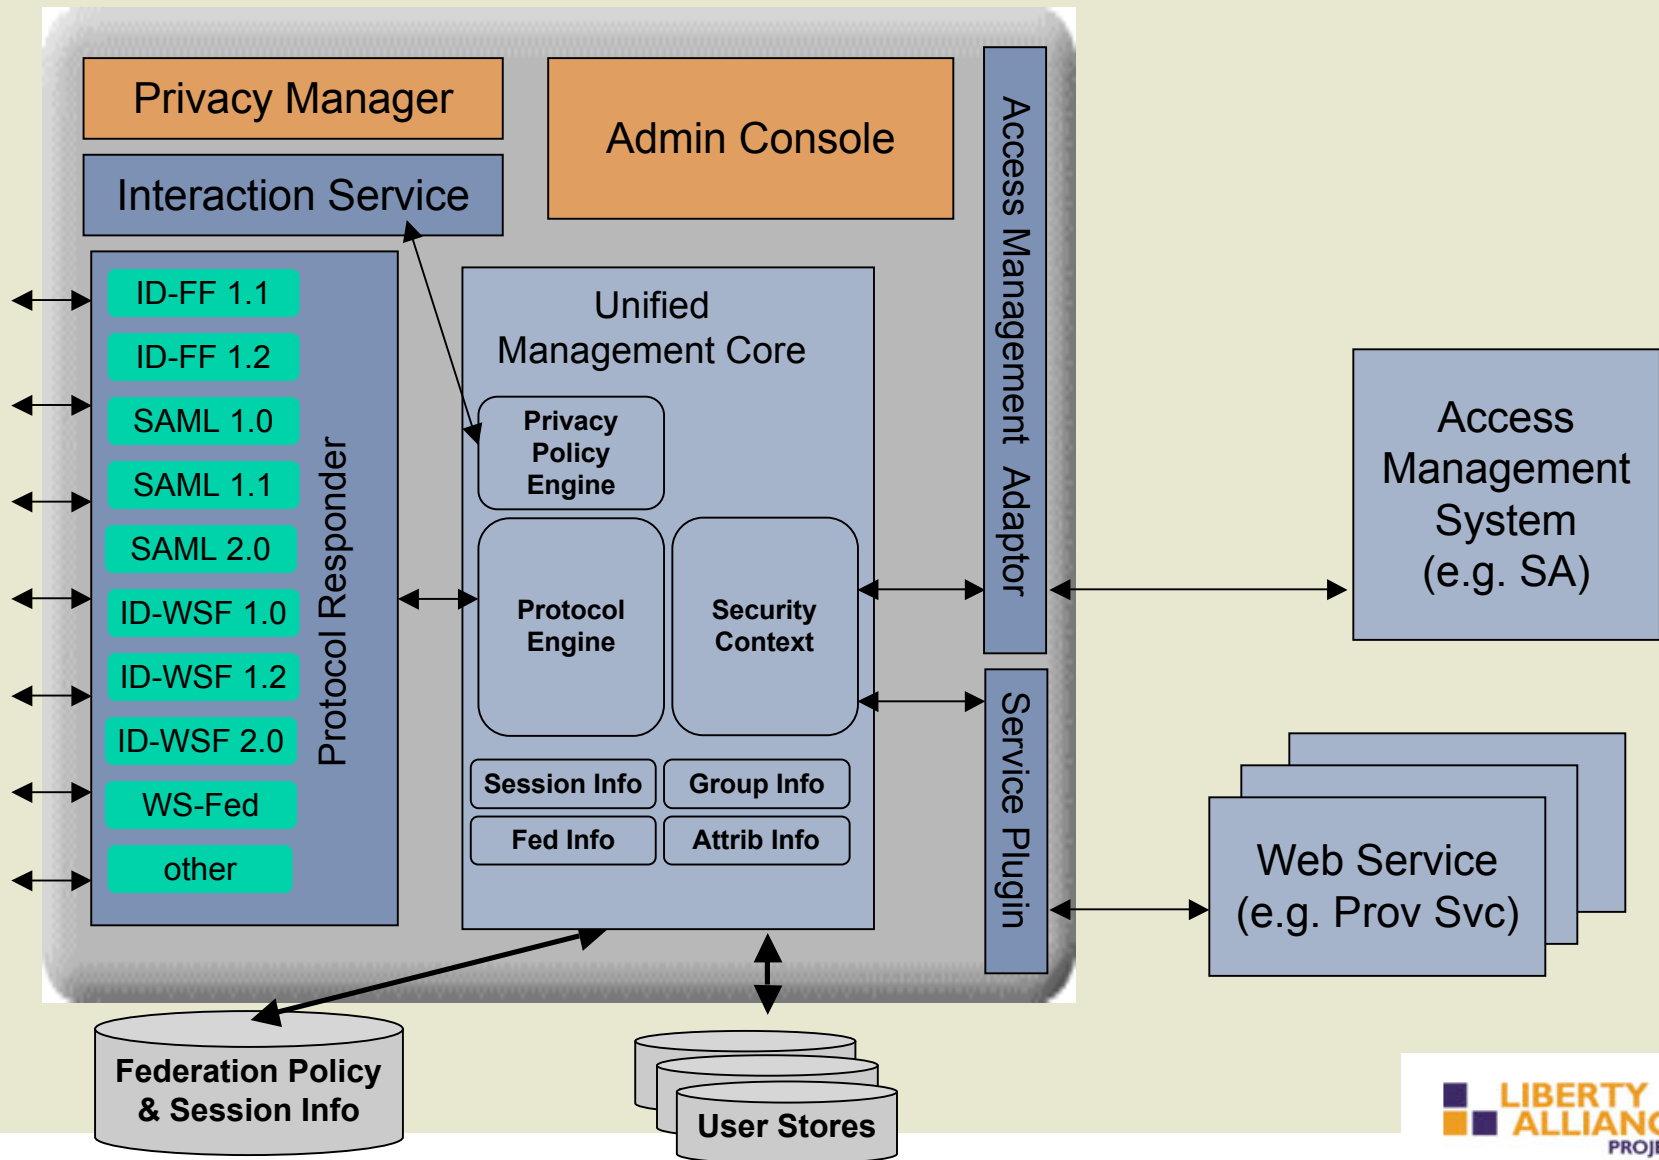 Privacy Manager
Interaction Service
Admin Console
Access Management Adaptor
ID-FF 1.1
ID-FF 1.2
SAML 1.0
SAML 1.1
SAML 2.0
ID-WSF 1.0
ID-WSF 1.2
ID-WSF 2.0
WS-Fed
other
Protocol Responder
Unified
Management Core
Privacy
Policy
Engine
Protocol
Engine
Security
Context
Session Info
Group Info
Fed Info
Attrib Info
Service Plugin
Access
Management
System
(e.g. SA)
Web Service
(e.g. Prov Svc)
Federation Policy
& Session Info
User Stores
LIBERTY